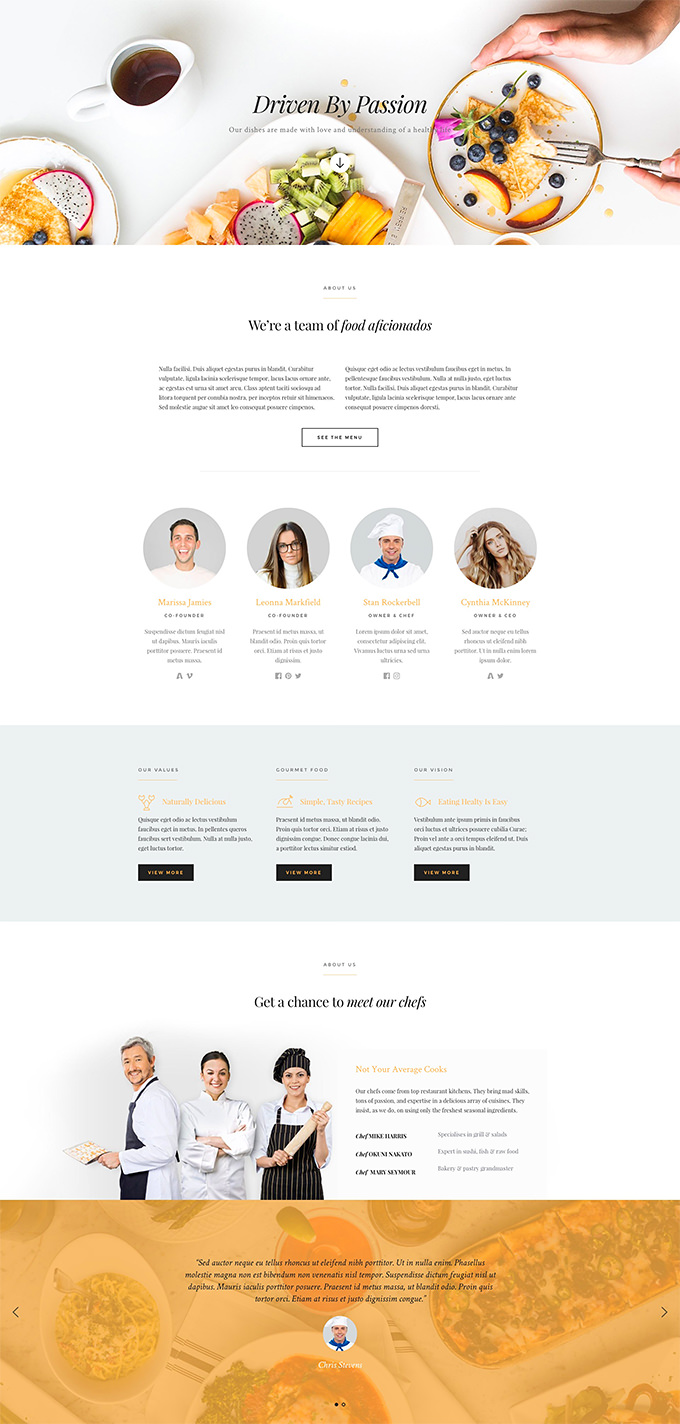 Driven By Passion
Our dishes are made with love and understanding of a healthy life
ABOUT US
We're a team of food aficionados
Nulla facilisi. Duis aliquet egestas purus in blandit. Curabitur
vulputate, ligula lacinia scelerisque tempor, lacus lacus ornare ante,
ac egestas est urna sit amet arcu. Class aptent taciti sociosqu ad
litora torquent per conubia nostra, per inceptos retuir sit himenaeos.
Sed molestie augue sit amet leo consequat posuere cimpenos.
Quisque eget odio ac lectus vestibulum faucibus eget in metus. In
pellentesque faucibus vestibulum. Nulla at nulla justo, eget luctus
tortor. Nulla facilisi. Duis aliquet egestas purus in blandit. Curabitur
vulputate, ligula lacinia scelerisque tempor, lacus lacus ornare ante
consequat posuere cimpenos doresti.
SEE THE MENU
Marissa Jamies
CO-FOUNDER
Suspendisse dictum feugiat nisl
ut dapibus. Mauris iaculis
porttitor posuere. Praesent id
metus massa.
Leonna Markfield
CO-FOUNDER
Praesent id metus massa, ut
blandit odio. Proin quis tortor
orci. Etiam at risus et justo
dignissim.
Stan Rockerbell
OWNER & CHEF
Lorem ipsum dolor sit amet,
consectetur adipiscing elit.
Vivamus luctus urna sed urna
ultricies.
Cynthia McKinney
OWNER & CEO
Sed auctor neque eu tellus
rhoncus ut eleifend nibh
porttitor. Ut in nulla enim lorem
ipsum dolor.
OUR VALUES
Naturally Delicious
Quisque eget odio ac lectus vestibulum
faucibus eget in metus. In pellentes queros
faucibus sert vestibulum. Nulla at nulla justo,
eget luctus tortor.
VIEW MORE
GOURMET FOOD
Simple, Tasty Recipes
Praesent id metus massa, ut blandit odio.
Proin quis tortor orci. Etiam at risus et justo
dignissim congue. Donec congue lacinia dui,
a porttitor lectus simitur estiod.
VIEW MORE
OUR VISION
Eating Healty Is Easy
Vestibulum ante ipsum primis in faucibus
orci luctus et ultrices posuere cubilia Curae;
Proin vel ante a orci tempus eleifend ut. Duis
aliquet egestas purus in blandit.
VIEW MORE
ABOUT US
Get a chance to meet our chefs
Not Your Average Cooks
Our chefs come from top restaurant kitchens. They bring mad skills,
tons of passion, and expertise in a delicious array of cuisines. They
insist, as we do, on using only the freshest seasonal ingredients.
Chef MIKE HARRIS Specialises in grill & salads
Chef OKUNI NAKATO Expert in sushi, fish & raw food
Chef MARY SEYMOUR Bakery & pastry grandmaster
"Sed auctor neque eu tellus rhoncus ut eleifend nibh porttitor. Ut in nulla enim. Phasellus
molestie magna non est bibendum non venenatis nisl tempor. Suspendisse dictum feugiat nisl ut
dapibus. Mauris iaculis porttitor posuere. Praesent id metus massa, ut blandit odio. Proin quis
tortor orci. Etiam at risus et justo dignissim congue."
Chris Stevens